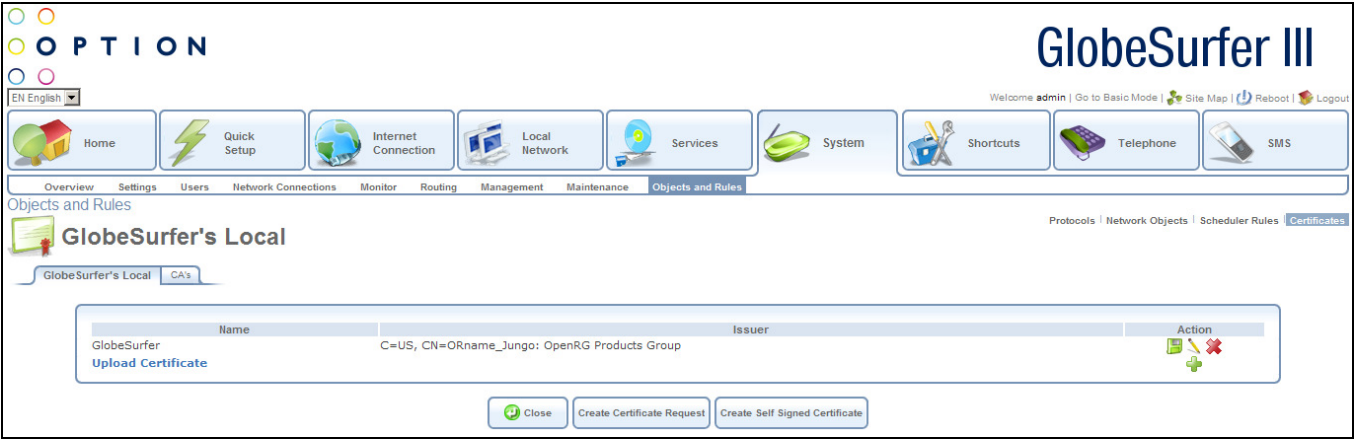 OPTION
GlobeSurfer III
EN English
Welcome admin | Go to Basic Mode | Site Map | Reboot | Logout
Home
Quick Setup
Internet Connection
Local Network
Services
System
Shortcuts
Telephone
SMS
Overview Settings Users Network Connections Monitor Routing Management Maintenance Objects and Rules
Objects and Rules
Protocols | Network Objects | Scheduler Rules | Certificates
GlobeSurfer's Local
GlobeSurfer's Local CA's
Name Issuer Action
GlobeSurfer C=US, CN=ORname_Jungo: OpenRG Products Group
Upload Certificate
Close Create Certificate Request Create Self Signed Certificate